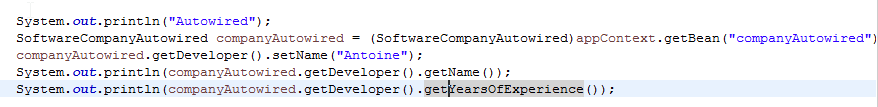 System.out.println("Autowired");
SoftwareCompanyAutowired companyAutowired = (SoftwareCompanyAutowired)appContext.getBean("companyAutowired")
companyAutowired.getDeveloper().setName("Antoine");
System.out.println(companyAutowired.getDeveloper().getName());
System.out.println(companyAutowired.getDeveloper().getYearsOfExperience());